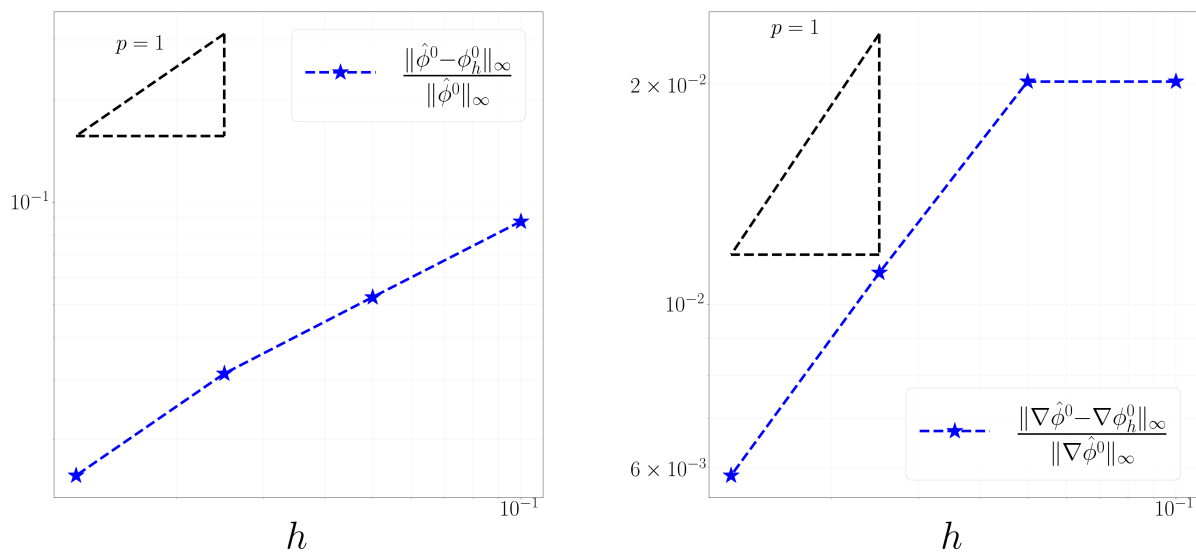 p = 1
‖φ̂⁰−φ⁰ₕ‖∞
‖φ̂⁰‖∞
10⁻¹
10⁻¹
h
p = 1
2 × 10⁻²
10⁻²
6 × 10⁻³
‖∇φ̂⁰−∇φ⁰ₕ‖∞
‖∇φ̂⁰‖∞
10⁻¹
h